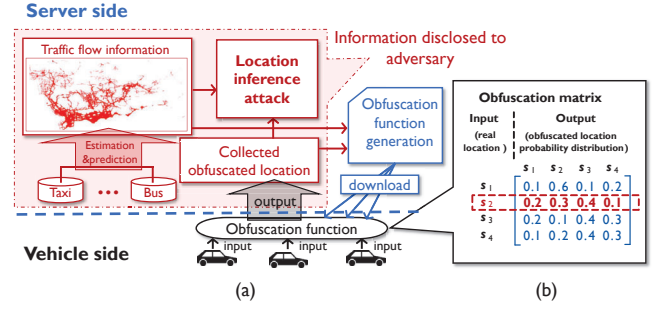 Server side
Traffic flow information
Location
inference
attack
Information disclosed to
adversary
Estimation
&prediction
Taxi
•••
Bus
Collected
obfuscated location
Obfuscation
function
generation
download
output
Obfuscation function
Vehicle side
input
input
input
(a)
Obfuscation matrix
Input
(real
location )
Output
(obfuscated location
probability distribution)
s1 s2 s3 s4
s1 0.1 0.6 0.1 0.2
s2 0.2 0.3 0.4 0.1
s3 0.2 0.1 0.4 0.3
s4 0.1 0.2 0.4 0.3
(b)